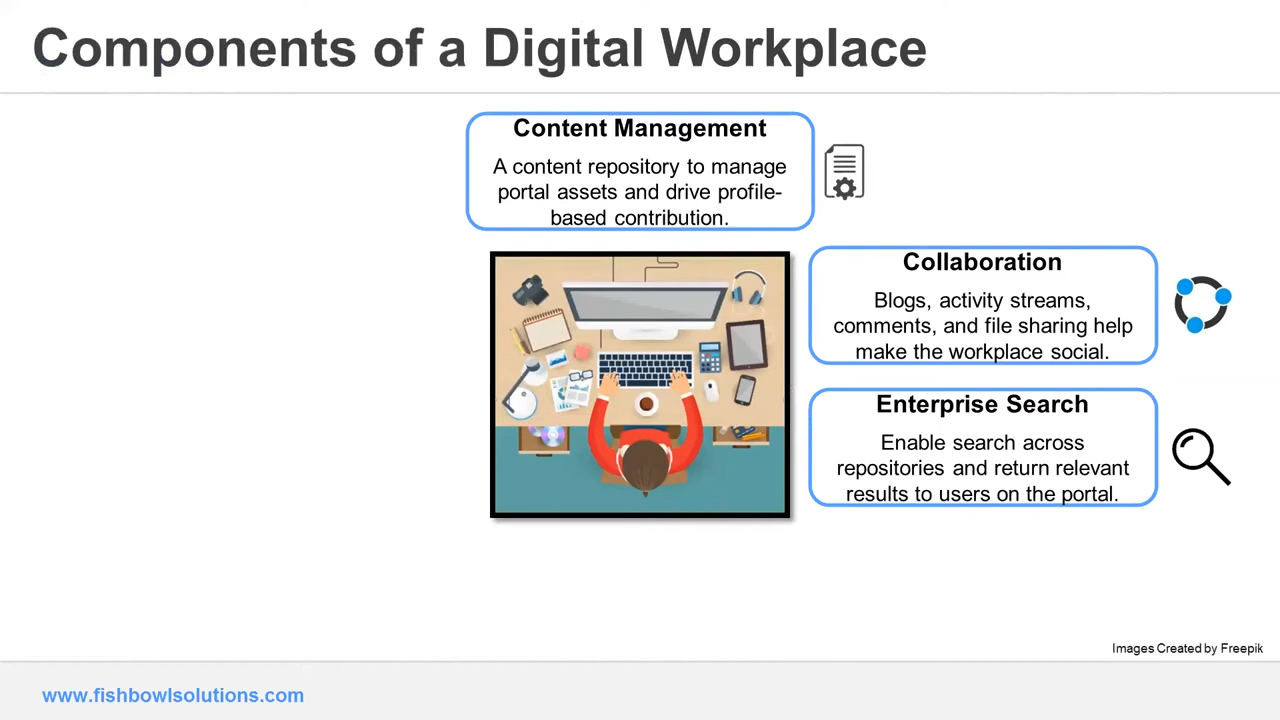 Components of a Digital Workplace
Content Management
A content repository to manage
portal assets and drive profile-
based contribution.
Collaboration
Blogs, activity streams,
comments, and file sharing help
make the workplace social.
Enterprise Search
Enable search across
repositories and return relevant
results to users on the portal.
Images Created by Freepik
www.fishbowlsolutions.com